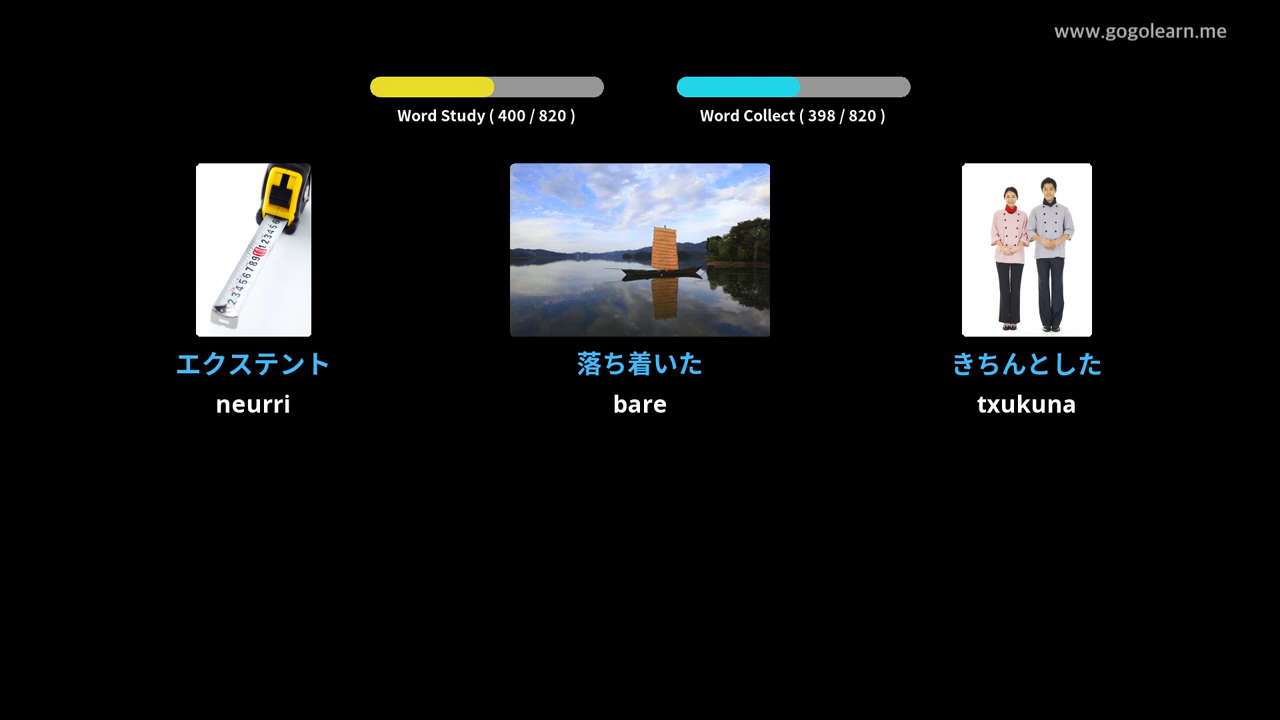 www.gogolearn.me
Word Study ( 400 / 820 )
Word Collect ( 398 / 820 )
エクステント
neurri
落ち着いた
bare
きちんとした
txukuna